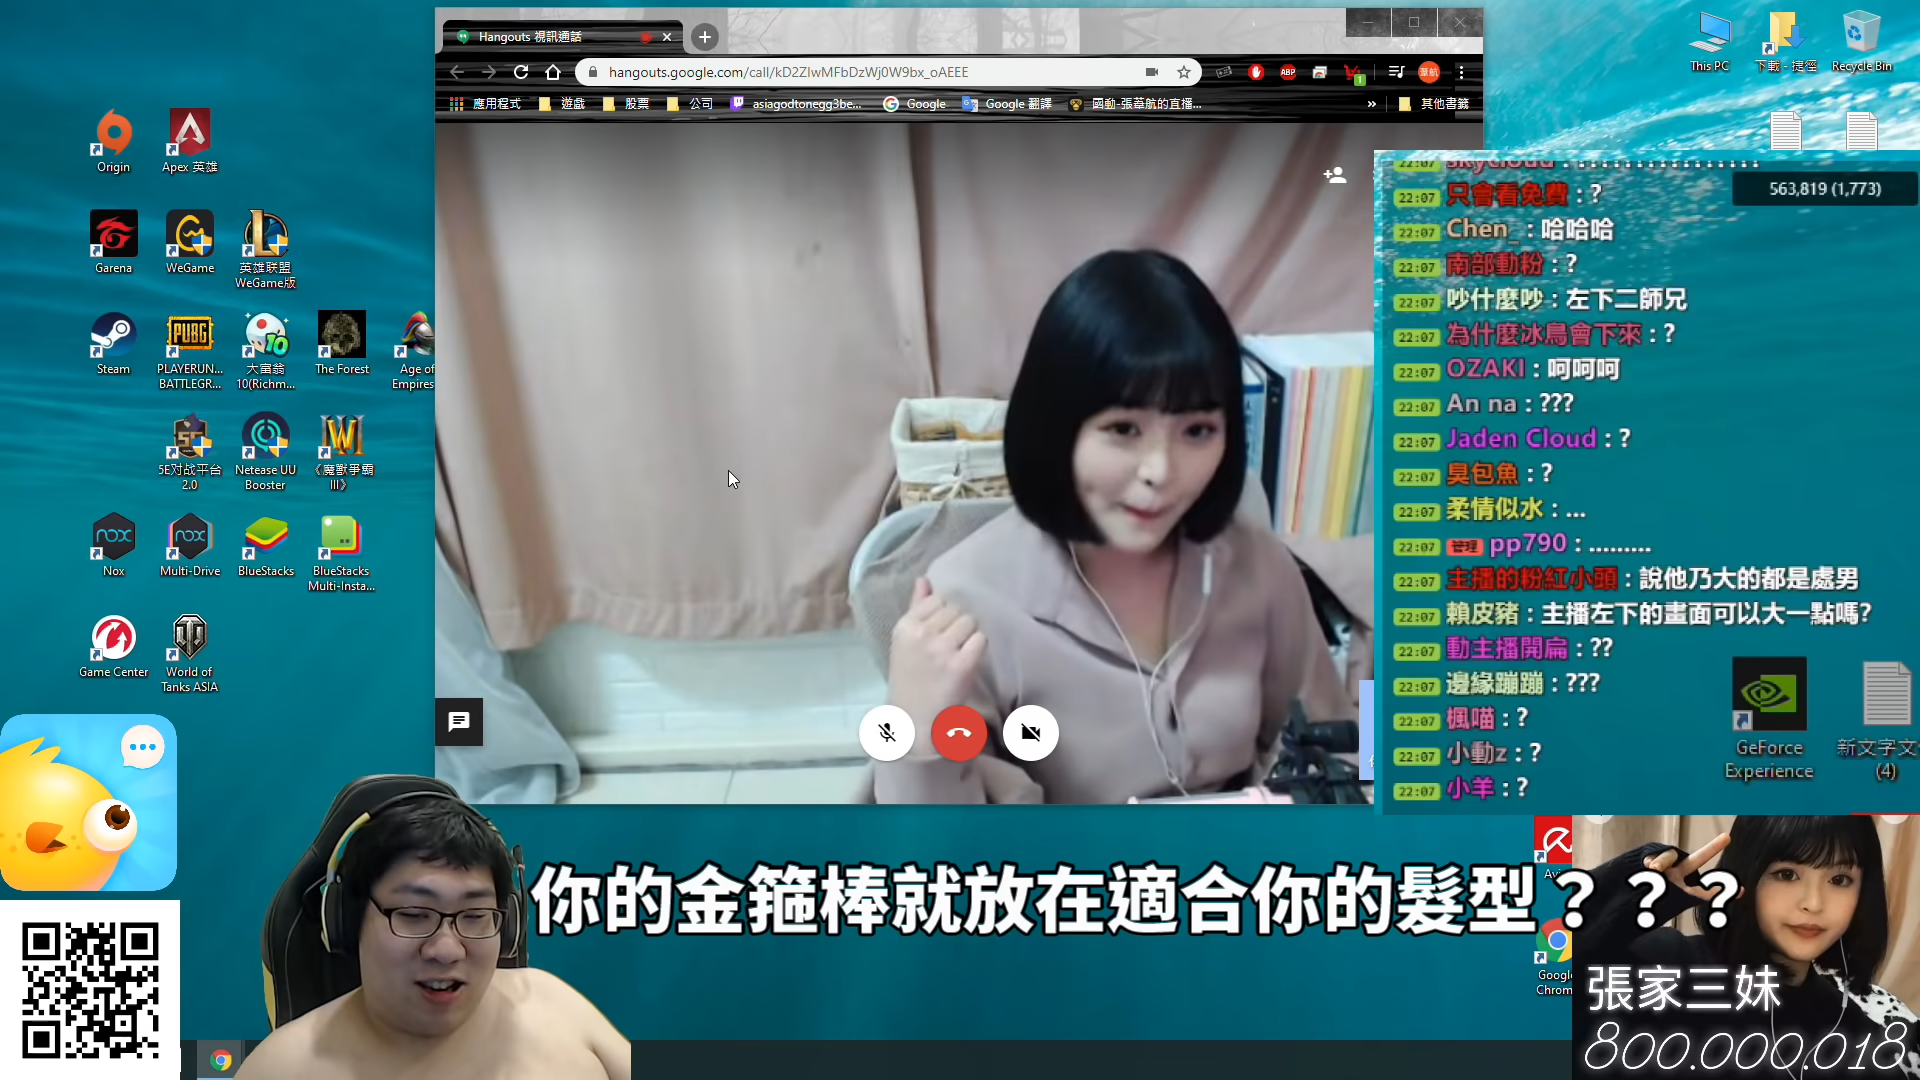 Hangouts 視訊通話
hangouts.google.com/call/kD2ZlwMFbDzWj0W9bx_oAEEE
ABP
1
葦航
應用程式
遊戲
股票
公司
asiagodtonegg3be...
Google
Google 翻譯
國動-張葦航的直播...
»
其他書籤
This PC
下載 - 捷徑
Recycle Bin
Origin
Apex 英雄
Garena
WeGame
英雄联盟
WeGame版
Steam
PLAYERUN...
BATTLEGR...
大富翁
10(Richm...
The Forest
Age of
Empires
5E对战平台
2.0
Netease UU
Booster
《魔獸爭霸
III》
Nox
Multi-Drive
BlueStacks
BlueStacks
Multi-Insta...
Game Center
World of
Tanks ASIA
563,819 (1,773)
22:07 skycloud : ................
22:07 只會看免費 : ?
22:07 Chen_ : 哈哈哈
22:07 南部動粉 : ?
22:07 吵什麼吵 : 左下二師兄
22:07 為什麼冰鳥會下來 : ?
22:07 OZAKI : 呵呵呵
22:07 An na : ???
22:07 Jaden Cloud : ?
22:07 臭包魚 : ?
22:07 柔情似水 : ...
22:07 管理 pp790 : .........
22:07 主播的粉紅小頭 : 說他乃大的都是處男
22:07 賴皮豬 : 主播左下的畫面可以大一點嗎?
22:07 動主播開扁 : ??
22:07 邊緣蹦蹦 : ???
22:07 楓喵 : ?
22:07 小動z : ?
22:07 小羊 : ?
GeForce
Experience
新文字文
(4)
你的金箍棒就放在適合你的髮型？？？
Google
Chrom
張家三妹
800.000.018